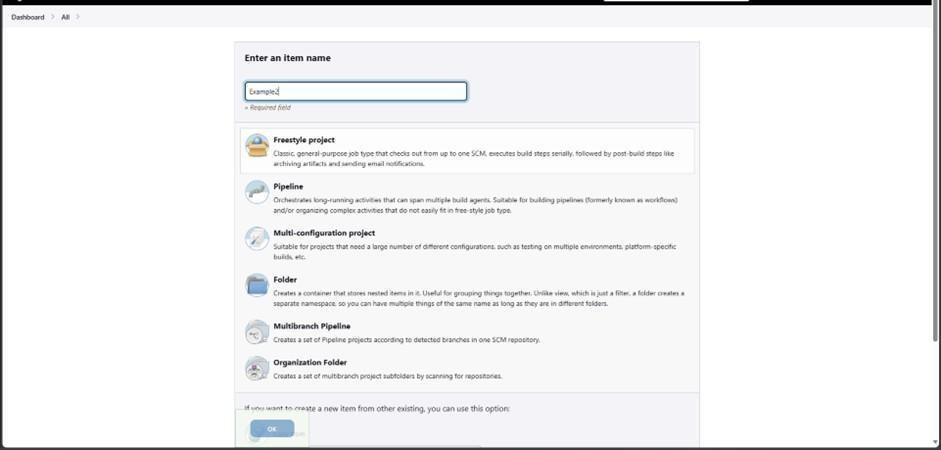 Dashboard > All >
Enter an item name
Example2
» Required field
Freestyle project
Classic, general-purpose job type that checks out from up to one SCM, executes build steps serially, followed by post-build steps like
archiving artifacts and sending email notifications.
Pipeline
Orchestrates long-running activities that can span multiple build agents. Suitable for building pipelines (formerly known as workflows)
and/or organizing complex activities that do not easily fit in free-style job type.
Multi-configuration project
Suitable for projects that need a large number of different configurations, such as testing on multiple environments, platform-specific
builds, etc.
Folder
Creates a container that stores nested items in it. Useful for grouping things together. Unlike view, which is just a filter, a folder creates a
separate namespace, so you can have multiple things of the same name as long as they are in different folders.
Multibranch Pipeline
Creates a set of Pipeline projects according to detected branches in one SCM repository.
Organization Folder
Creates a set of multibranch project subfolders by scanning for repositories.
If you want to create a new item from other existing, you can use this option:
OK